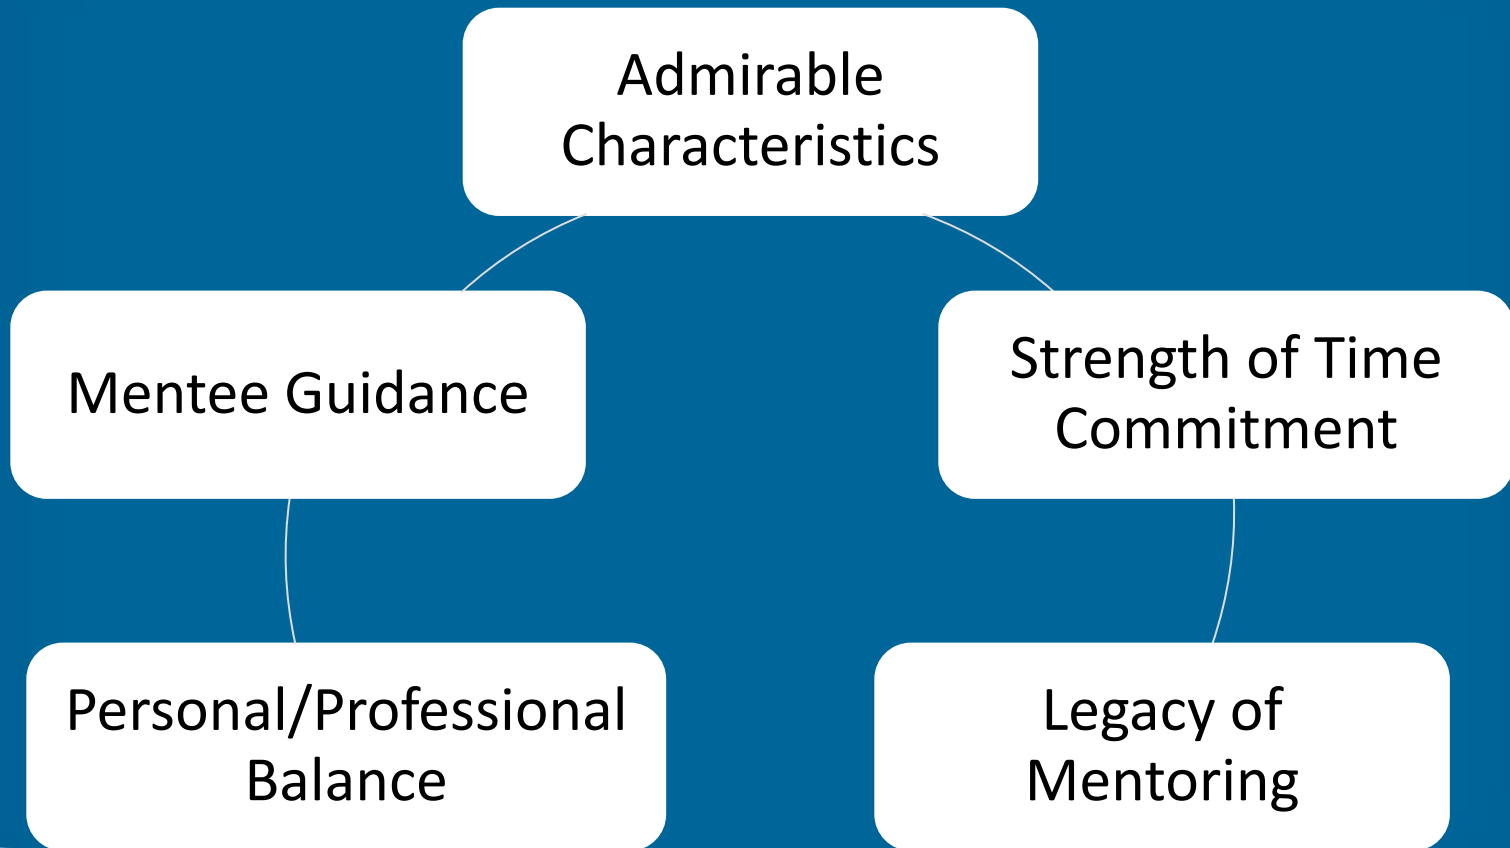 Admirable
Characteristics
Mentee Guidance
Strength of Time
Commitment
Personal/Professional
Balance
Legacy of
Mentoring